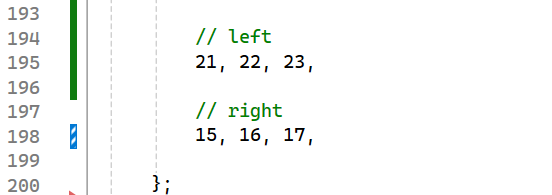 193
194 // left
195 21, 22, 23,
196
197 // right
198 15, 16, 17,
199
200 };